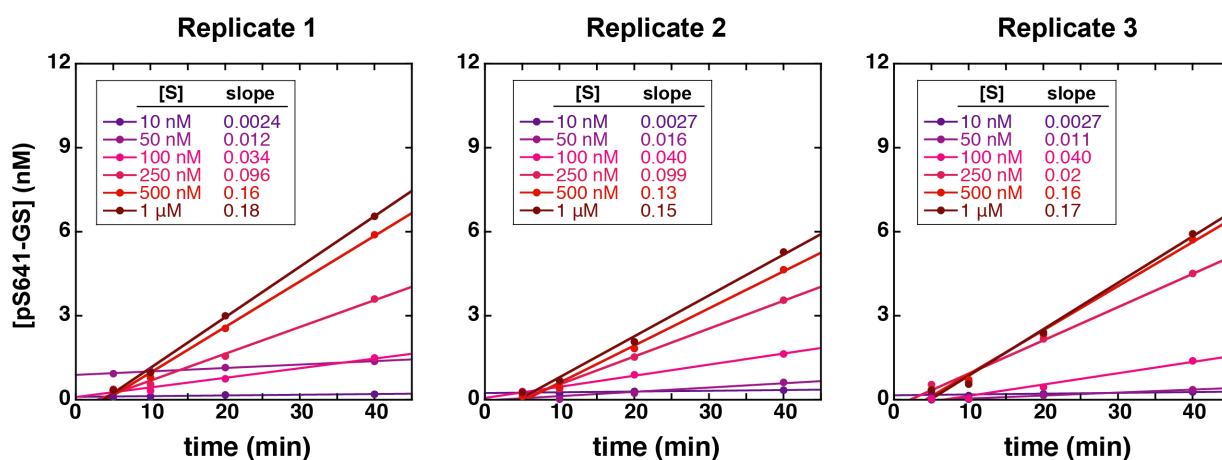 Replicate 1
Replicate 2
Replicate 3
[pS641-GS] (nM)
12
9
6
3
0
[S] slope
10 nM 0.0024
50 nM 0.012
100 nM 0.034
250 nM 0.096
500 nM 0.16
1 µM 0.18
0 10 20 30 40
time (min)
12
9
6
3
0
[S] slope
10 nM 0.0027
50 nM 0.016
100 nM 0.040
250 nM 0.099
500 nM 0.13
1 µM 0.15
0 10 20 30 40
time (min)
12
9
6
3
0
[S] slope
10 nM 0.0027
50 nM 0.011
100 nM 0.040
250 nM 0.02
500 nM 0.16
1 µM 0.17
0 10 20 30 40
time (min)